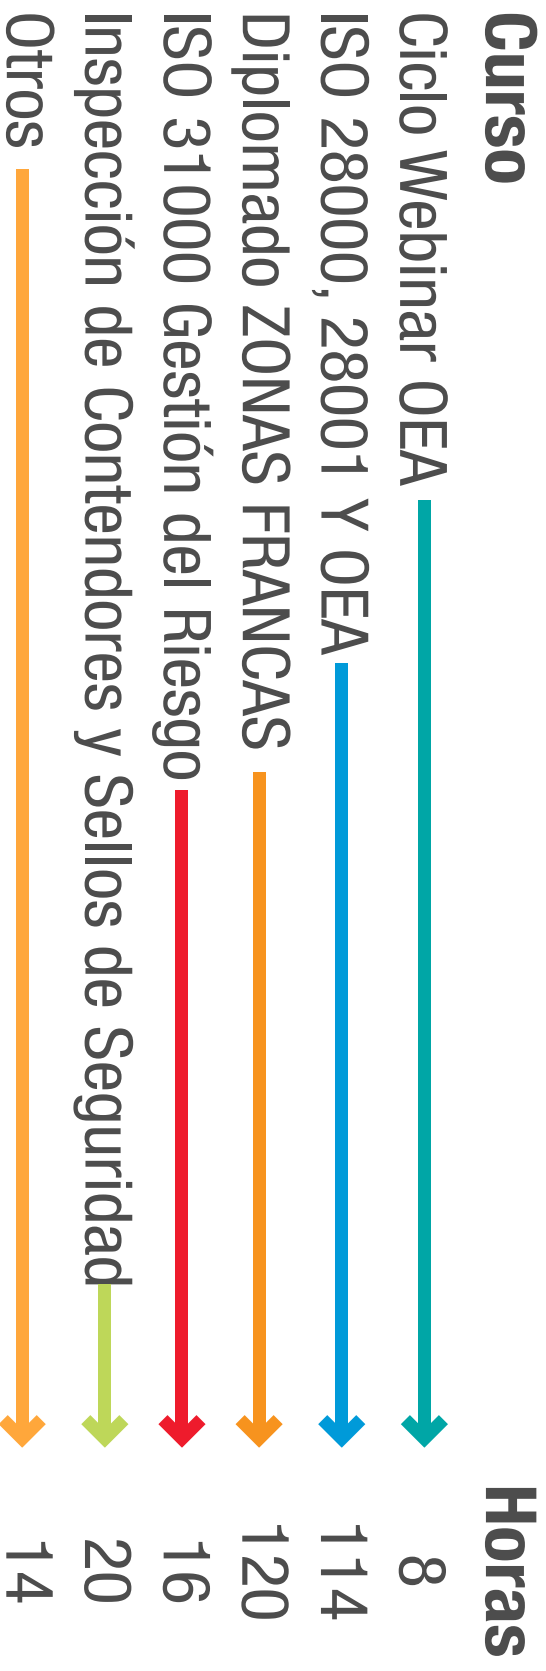 Curso Horas
Ciclo Webinar OEA 8
ISO 28000, 28001 Y OEA 114
Diplomado ZONAS FRANCAS 120
ISO 31000 Gestión del Riesgo 16
Inspección de Contendores y Sellos de Seguridad 20
Otros 14